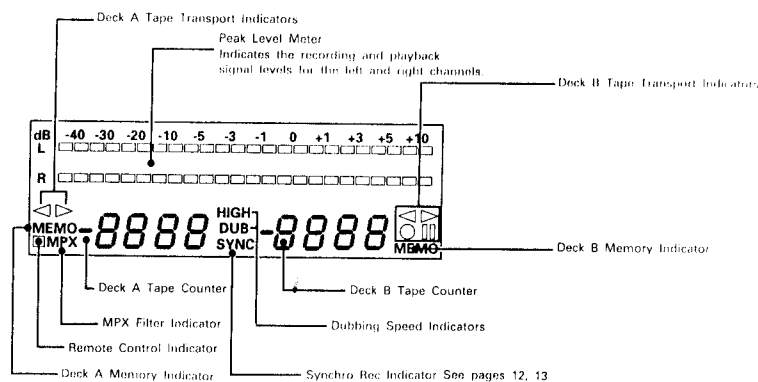 Deck A Tape Transport Indicators
Peak Level Meter
Indicates the recording and playback
signal levels for the left and right channels.
Deck B Tape Transport Indicators
dB -40 -30 -20 -10 -5 -3 -1 0 +1 +3 +5 +10
L
R
HIGH
MEMO -8888 DUB -8888
MPX SYNC MEMO
Deck B Memory Indicator
Deck A Tape Counter
Deck B Tape Counter
MPX Filter Indicator
Dubbing Speed Indicators
Remote Control Indicator
Deck A Memory Indicator
Synchro Rec Indicator See pages 12, 13